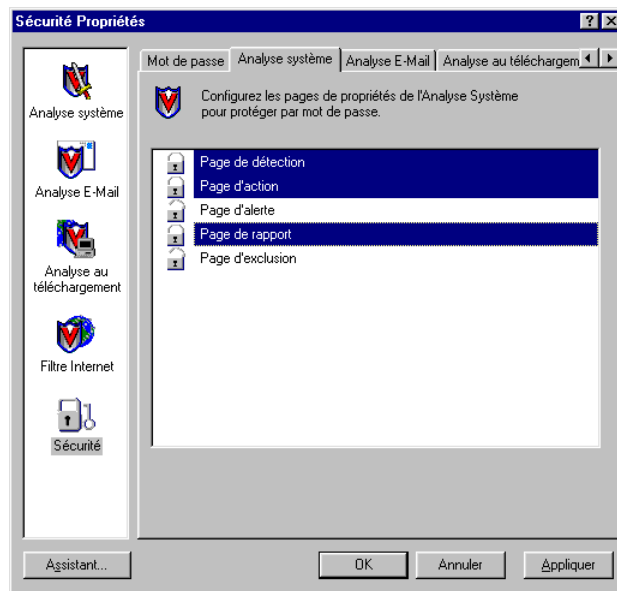 Sécurité Propriétés
Analyse système
Analyse E-Mail
Analyse au
téléchargement
Filtre Internet
Sécurité
Mot de passe Analyse système Analyse E-Mail Analyse au téléchargem
Configurez les pages de propriétés de l'Analyse Système
pour protéger par mot de passe.
Page de détection
Page d'action
Page d'alerte
Page de rapport
Page d'exclusion
Assistant... OK Annuler Appliquer